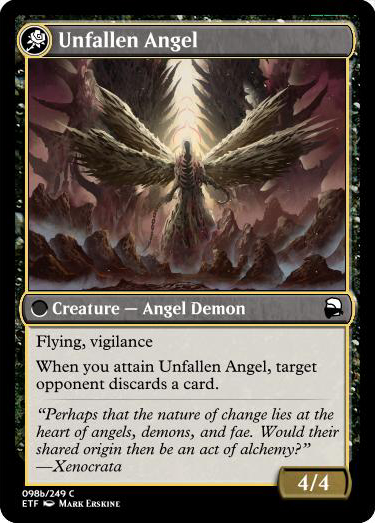 Unfallen Angel
Creature — Angel Demon
Flying, vigilance
When you attain Unfallen Angel, target
opponent discards a card.
“Perhaps that the nature of change lies at the
heart of angels, demons, and fae. Would their
shared origin then be an act of alchemy?”
—Xenocrata
4/4
098b/249 C
ETF Mark Erskine